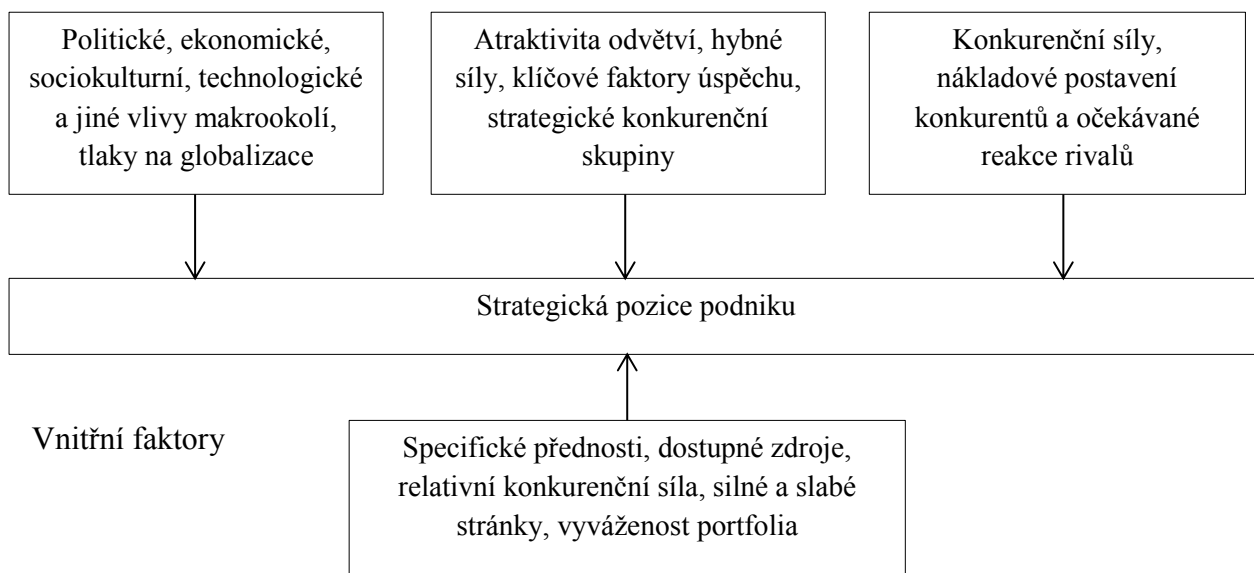 Politické, ekonomické,
sociokulturní, technologické
a jiné vlivy makrookolí,
tlaky na globalizace
Atraktivita odvětví, hybné
síly, klíčové faktory úspěchu,
strategické konkurenční
skupiny
Konkurenční síly,
nákladové postavení
konkurentů a očekávané
reakce rivalů
Strategická pozice podniku
Vnitřní faktory
Specifické přednosti, dostupné zdroje,
relativní konkurenční síla, silné a slabé
stránky, vyváženost portfolia